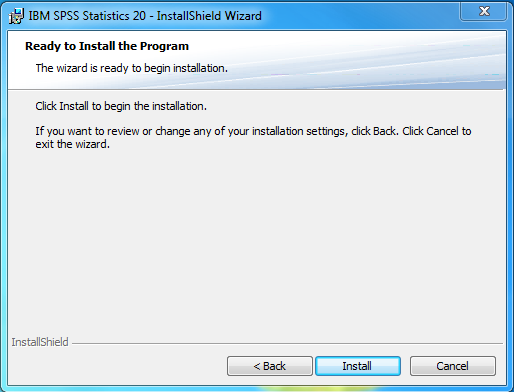 IBM SPSS Statistics 20 - InstallShield Wizard
Ready to Install the Program
The wizard is ready to begin installation.
Click Install to begin the installation.
If you want to review or change any of your installation settings, click Back. Click Cancel to
exit the wizard.
InstallShield
< Back
Install
Cancel